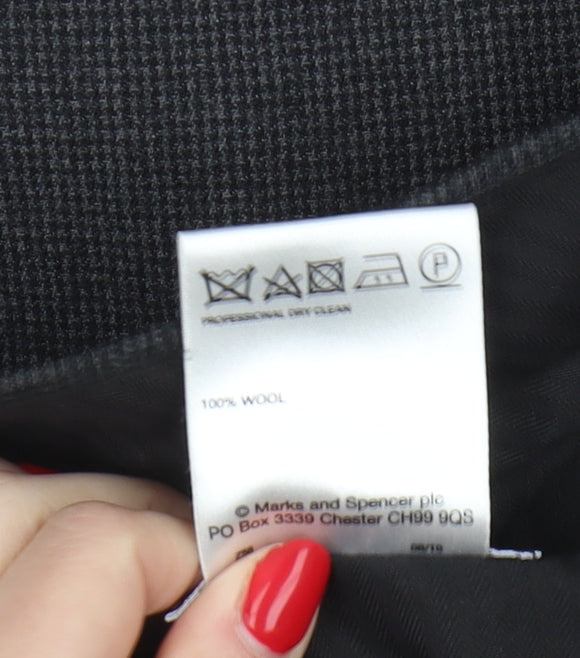 P
PROFESSIONAL DRY CLEAN
100% WOOL
© Marks and Spencer plc
PO Box 3339 Chester CH99 9QS